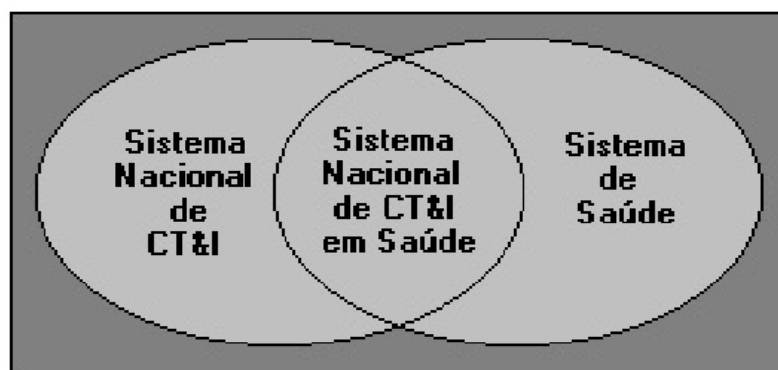 Sistema
Nacional
de
CT&I
Sistema
Nacional
de CT&I
em Saúde
Sistema
de
Saúde